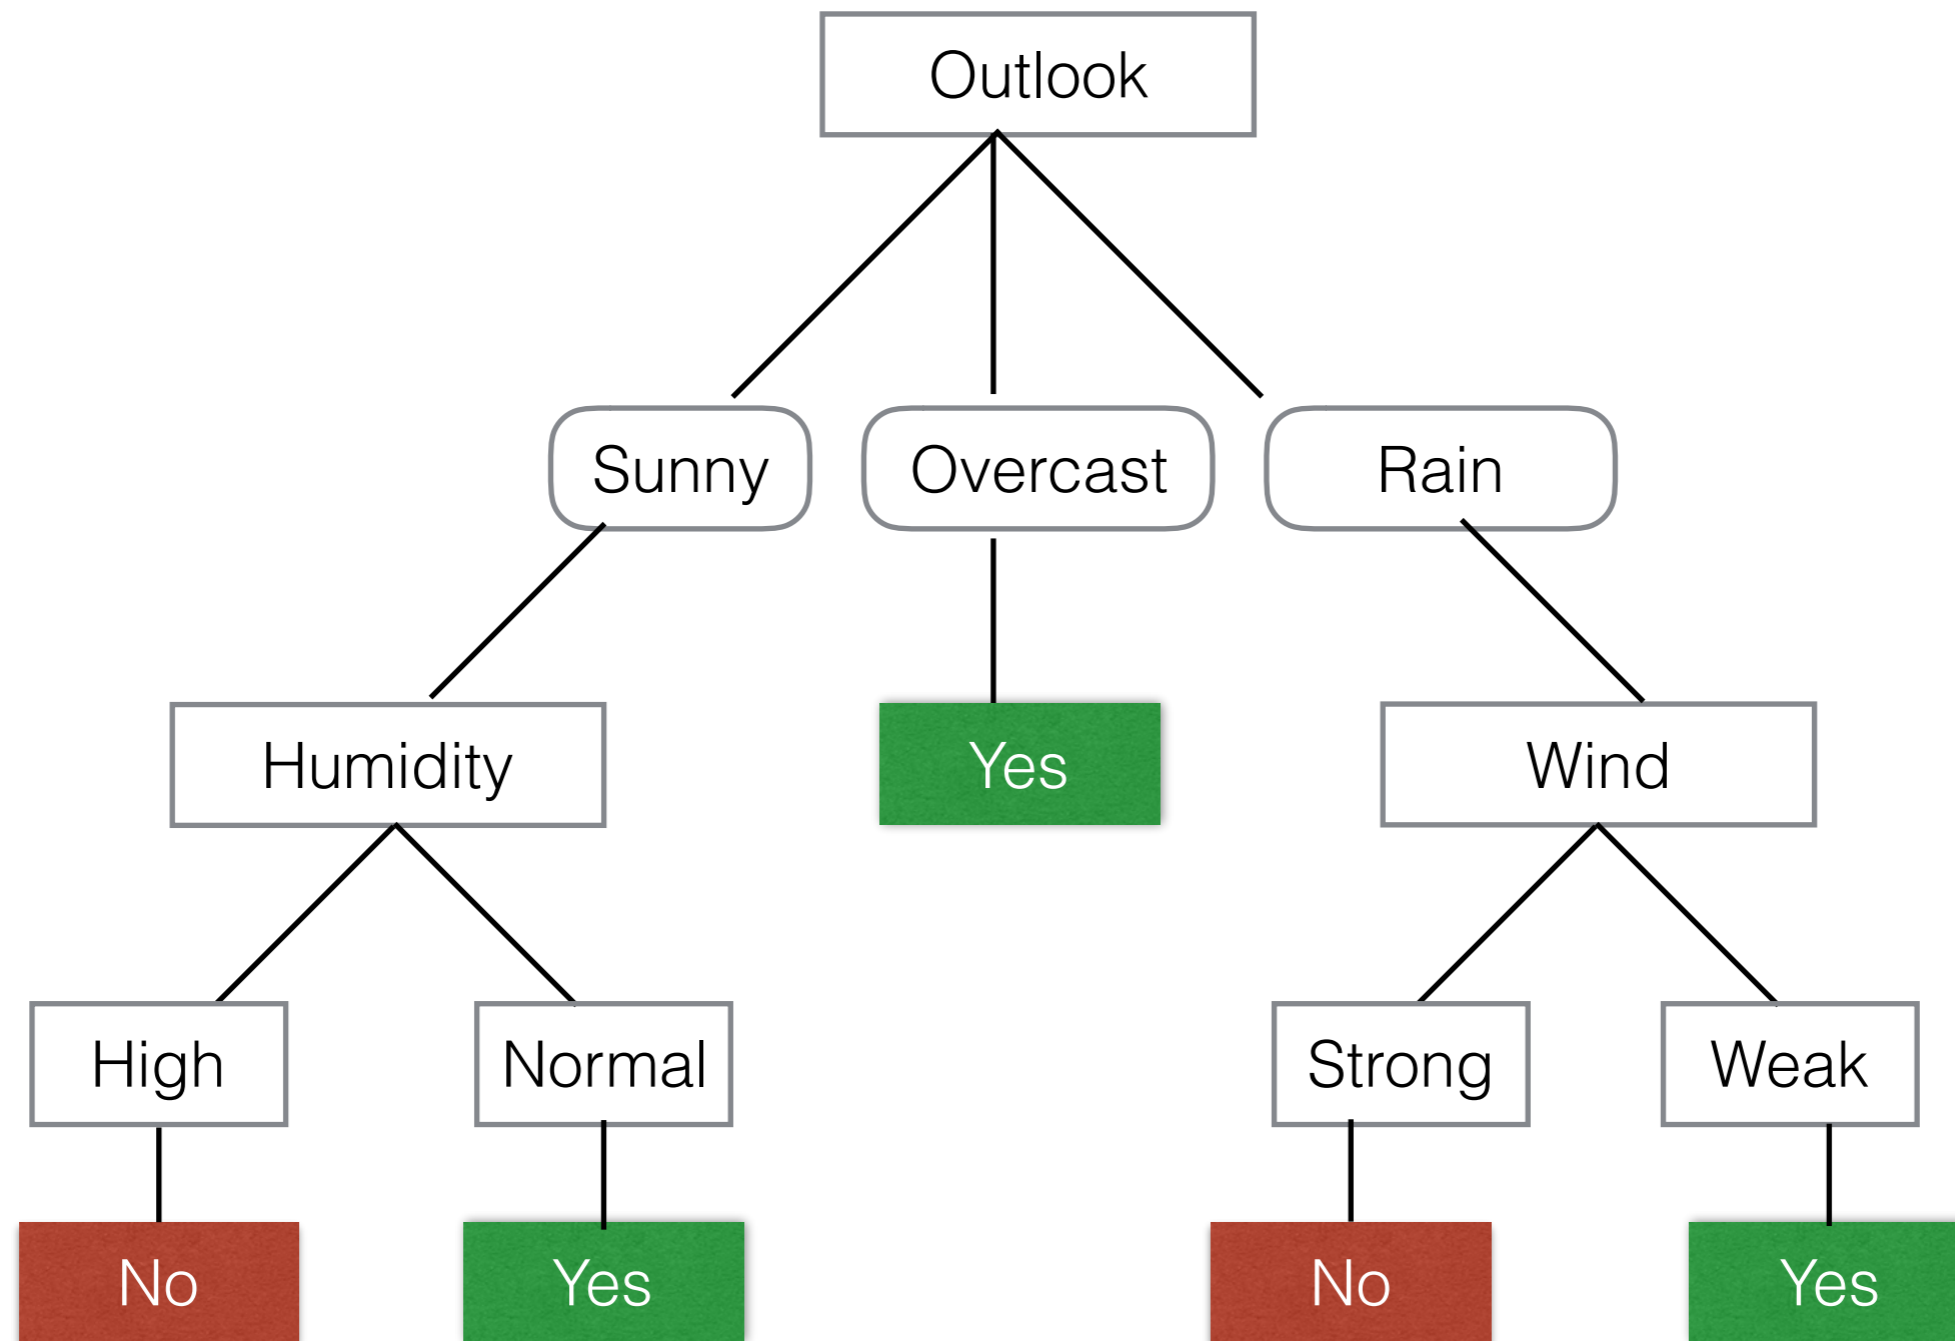 Outlook
Sunny
Overcast
Rain
Humidity
Yes
Wind
High
Normal
Strong
Weak
No
Yes
No
Yes